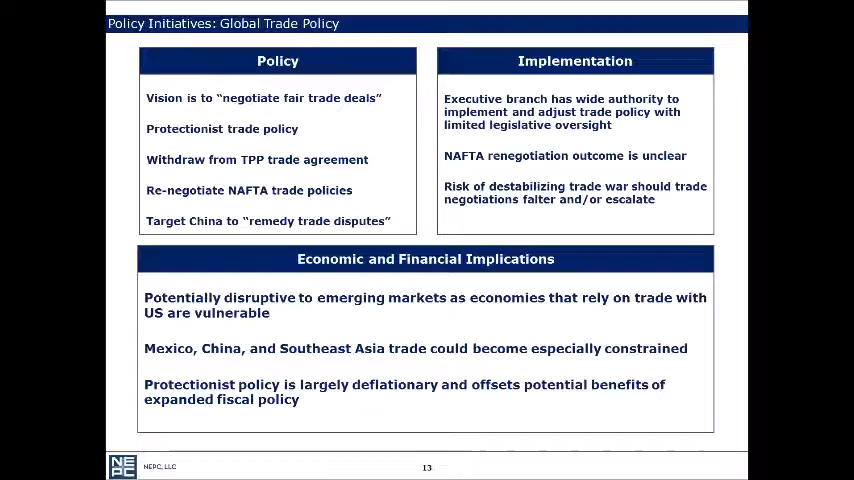 Policy Initiatives: Global Trade Policy
Policy
Vision is to “negotiate fair trade deals”
Protectionist trade policy
Withdraw from TPP trade agreement
Re-negotiate NAFTA trade policies
Target China to “remedy trade disputes”
Implementation
Executive branch has wide authority to
implement and adjust trade policy with
limited legislative oversight
NAFTA renegotiation outcome is unclear
Risk of destabilizing trade war should trade
negotiations falter and/or escalate
Economic and Financial Implications
Potentially disruptive to emerging markets as economies that rely on trade with
US are vulnerable
Mexico, China, and Southeast Asia trade could become especially constrained
Protectionist policy is largely deflationary and offsets potential benefits of
expanded fiscal policy
NE
PC
NEPC, LLC
13